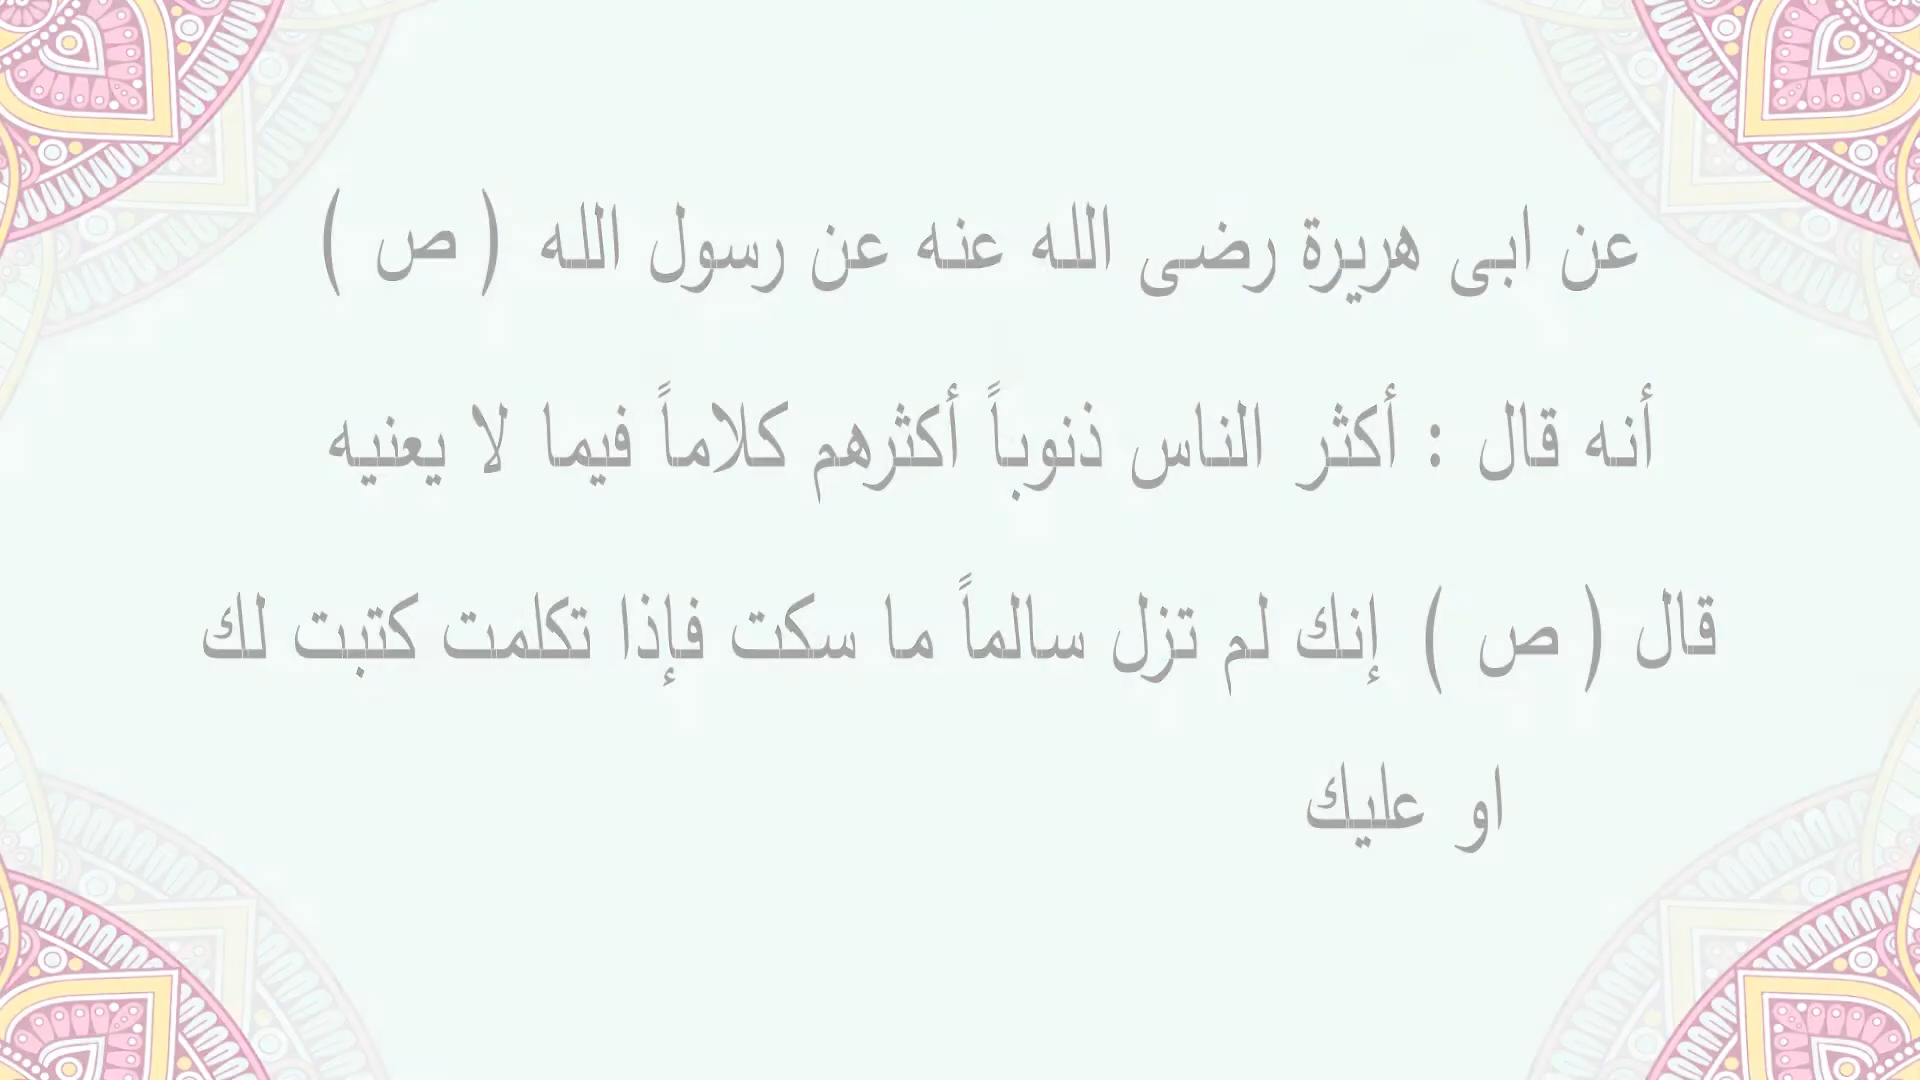 عن ابى هريرة رضى الله عنه عن رسول الله ( ص )
أنه قال : أكثر الناس ذنوباً أكثرهم كلاماً فيما لا يعنيه
قال ( ص ) إنك لم تزل سالماً ما سكت فإذا تكلمت كتبت لك
او عليك